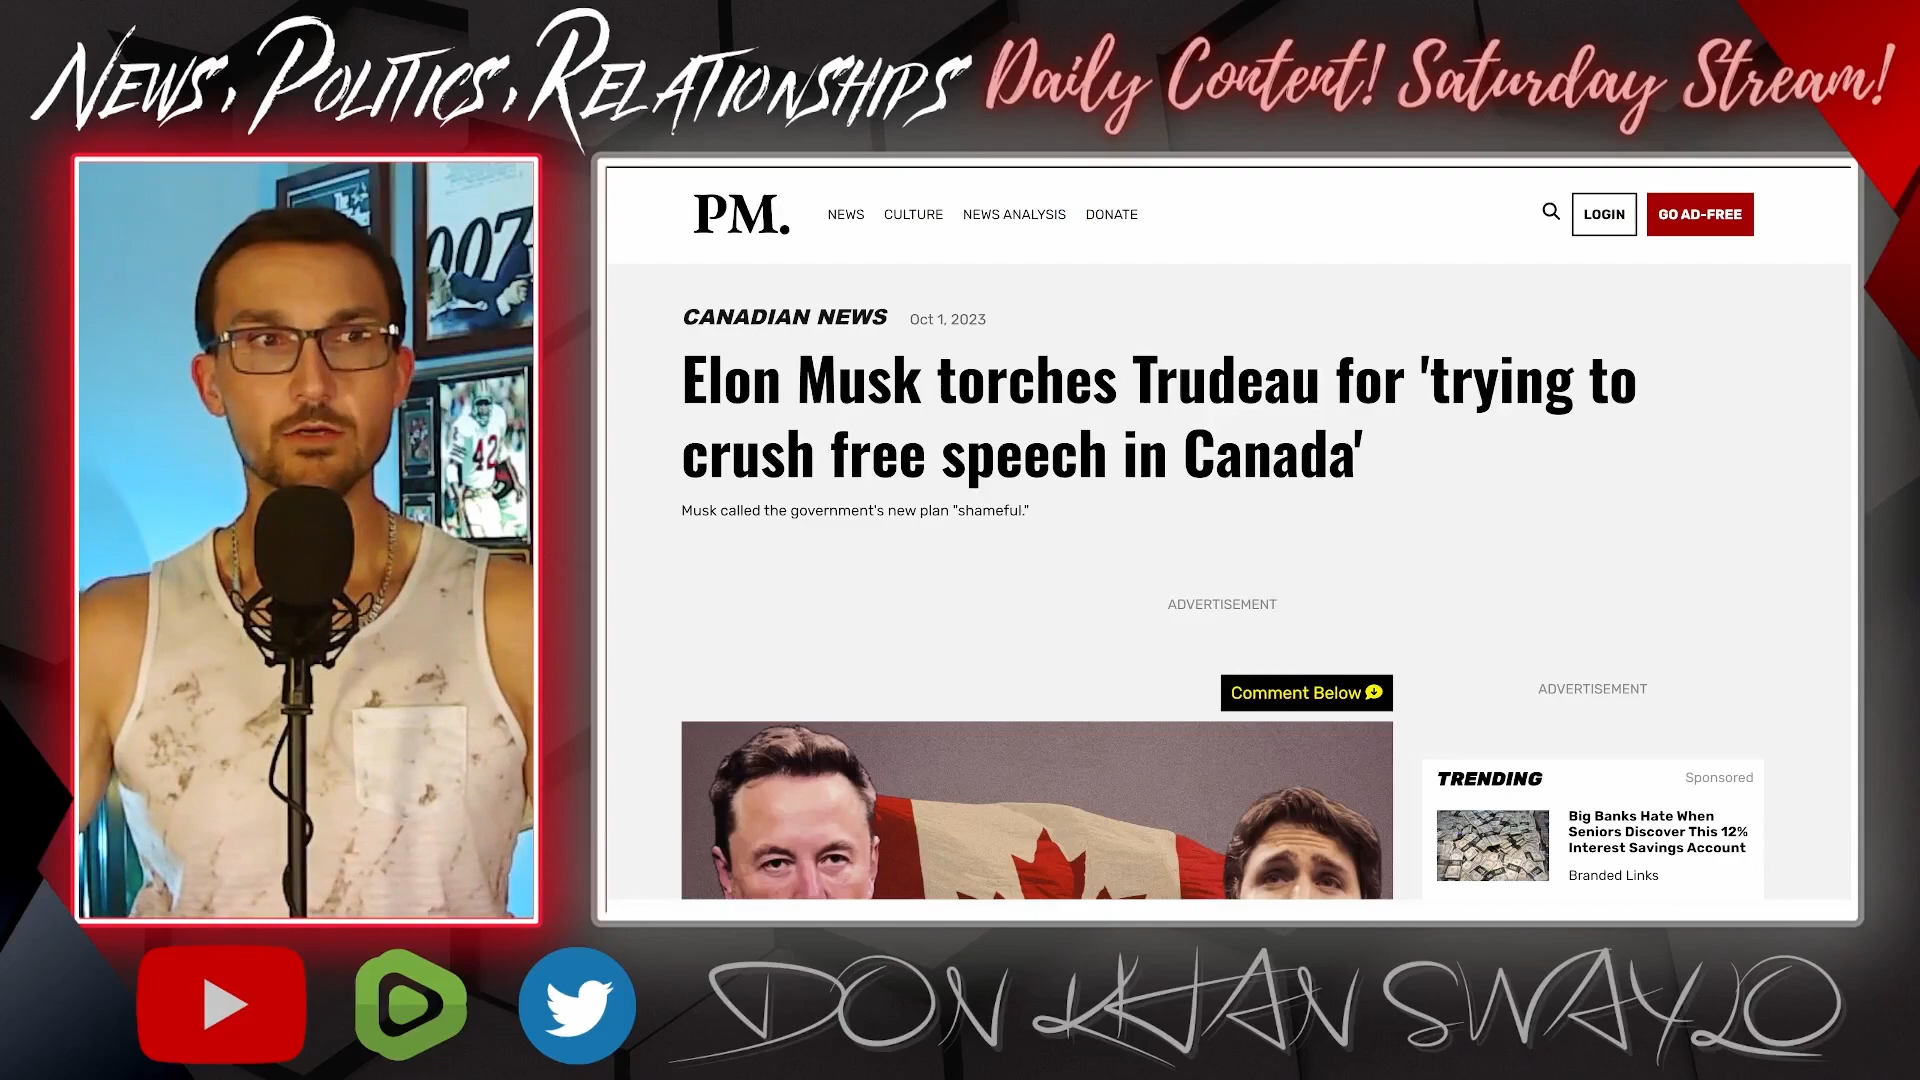 NEWS, POLITICS, RELATIONSHIPS
Daily Content! Saturday Stream!
007
42
PM.
NEWS CULTURE NEWS ANALYSIS DONATE
LOGIN
GO AD-FREE
CANADIAN NEWS Oct 1, 2023
Elon Musk torches Trudeau for 'trying to
crush free speech in Canada'
Musk called the government's new plan "shameful."
ADVERTISEMENT
Comment Below
ADVERTISEMENT
TRENDING Sponsored
Big Banks Hate When
Seniors Discover This 12%
Interest Savings Account
Branded Links
DON KHAN SWAYLO